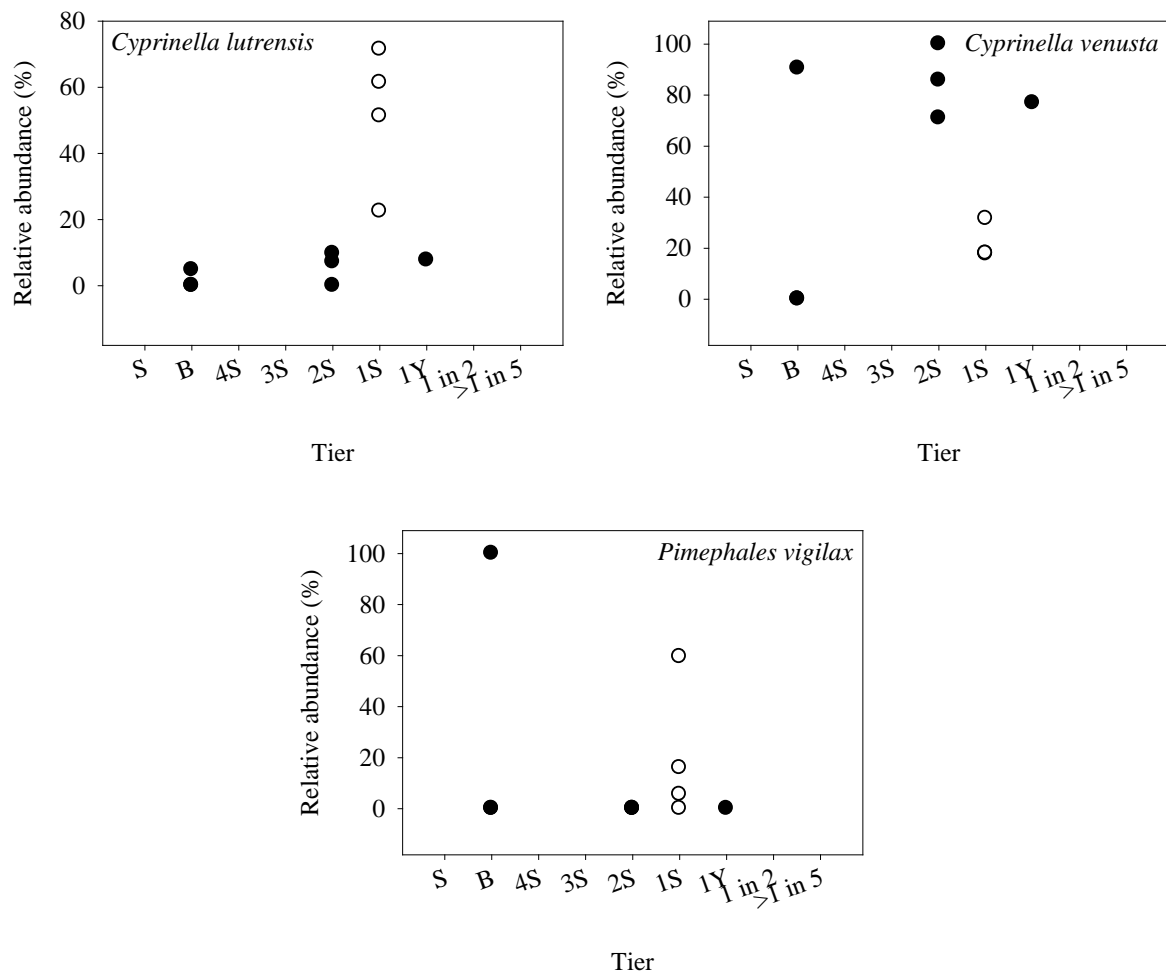 Cyprinella lutrensis
Relative abundance (%)
80
60
40
20
0
S B 4S 3S 2S 1S 1Y 1 in 2 >1 in 5
Tier
Cyprinella venusta
Relative abundance (%)
100
80
60
40
20
0
S B 4S 3S 2S 1S 1Y 1 in 2 >1 in 5
Tier
Pimephales vigilax
Relative abundance (%)
100
80
60
40
20
0
S B 4S 3S 2S 1S 1Y 1 in 2 >1 in 5
Tier